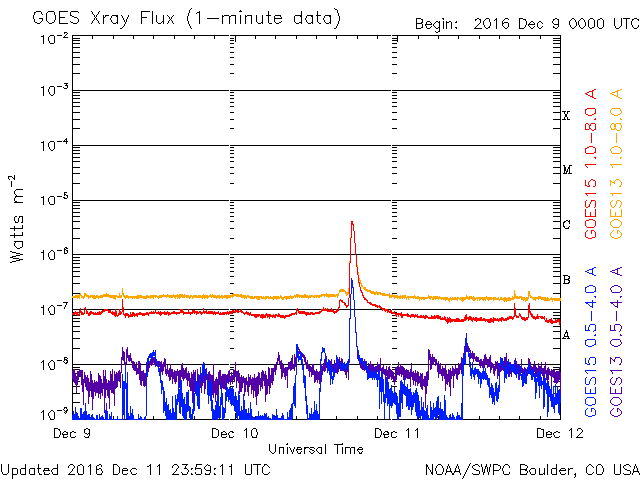 GOES Xray Flux (1-minute data)
Begin: 2016 Dec 9 0000 UTC
10⁻²
10⁻³
10⁻⁴
10⁻⁵
10⁻⁶
10⁻⁷
10⁻⁸
10⁻⁹
Watts m⁻²
X
M
C
B
A
GOES15 1.0-8.0 A
GOES13 1.0-8.0 A
GOES15 0.5-4.0 A
GOES13 0.5-4.0 A
Dec 9
Dec 10
Dec 11
Dec 12
Universal Time
Updated 2016 Dec 11 23:59:11 UTC
NOAA/SWPC Boulder, CO USA